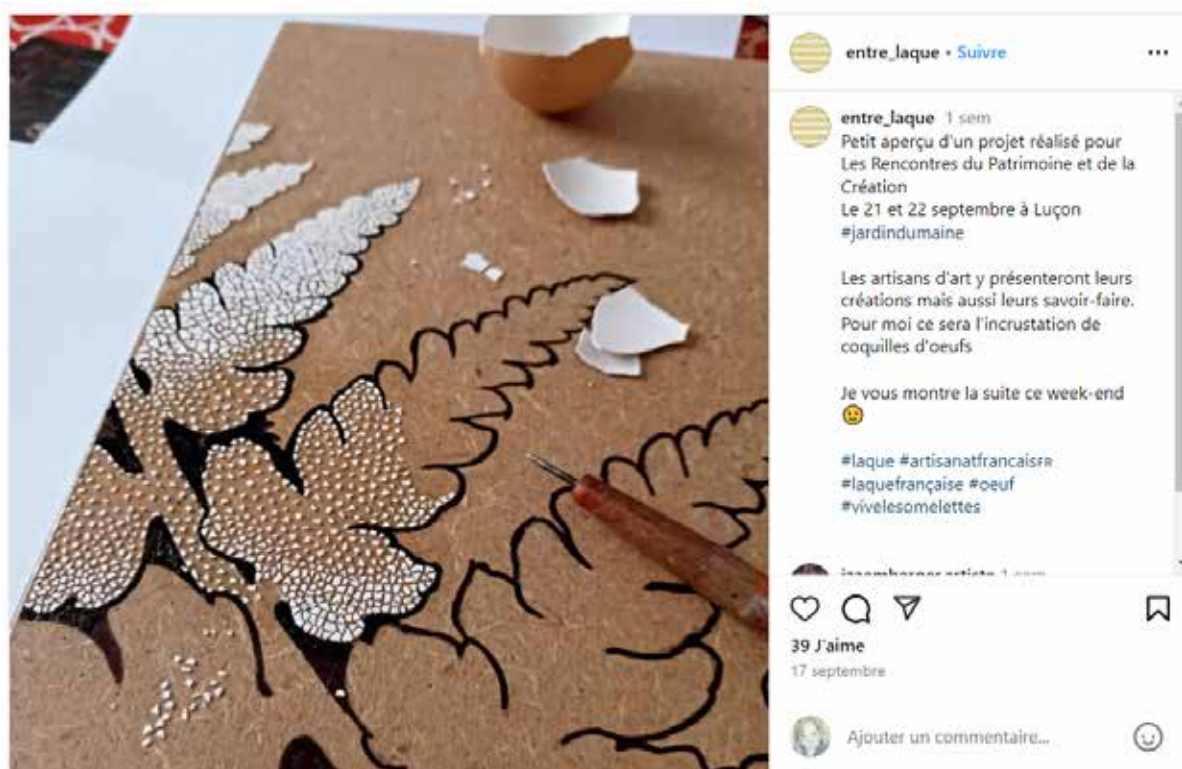 entre_laque • Suivre
entre_laque 1 sem
Petit aperçu d'un projet réalisé pour
Les Rencontres du Patrimoine et de la
Création
Le 21 et 22 septembre à Luçon
#jardindumaine
Les artisans d'art y présenteront leurs
créations mais aussi leurs savoir-faire.
Pour moi ce sera l'incrustation de
coquilles d'oeufs
Je vous montre la suite ce week-end
#laque #artisanatfrancaisFR
#laquefrançaise #oeuf
#vivelesomelettes
1 sem
39 J'aime
17 septembre
Ajouter un commentaire...